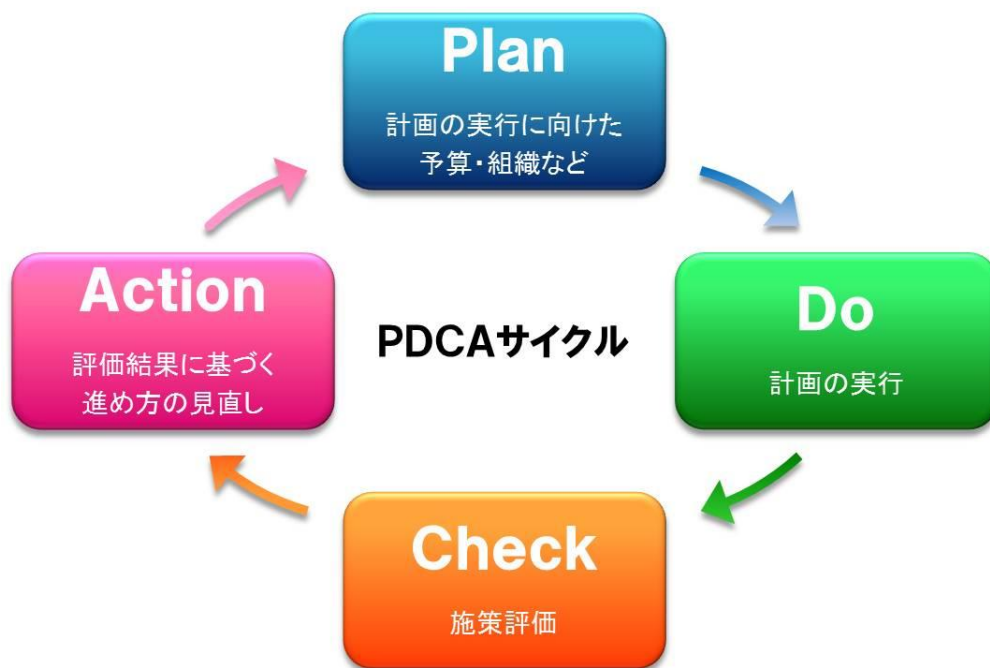 Plan
計画の実行に向けた
予算・組織など
Action
評価結果に基づく
進め方の見直し
PDCAサイクル
Do
計画の実行
Check
施策評価